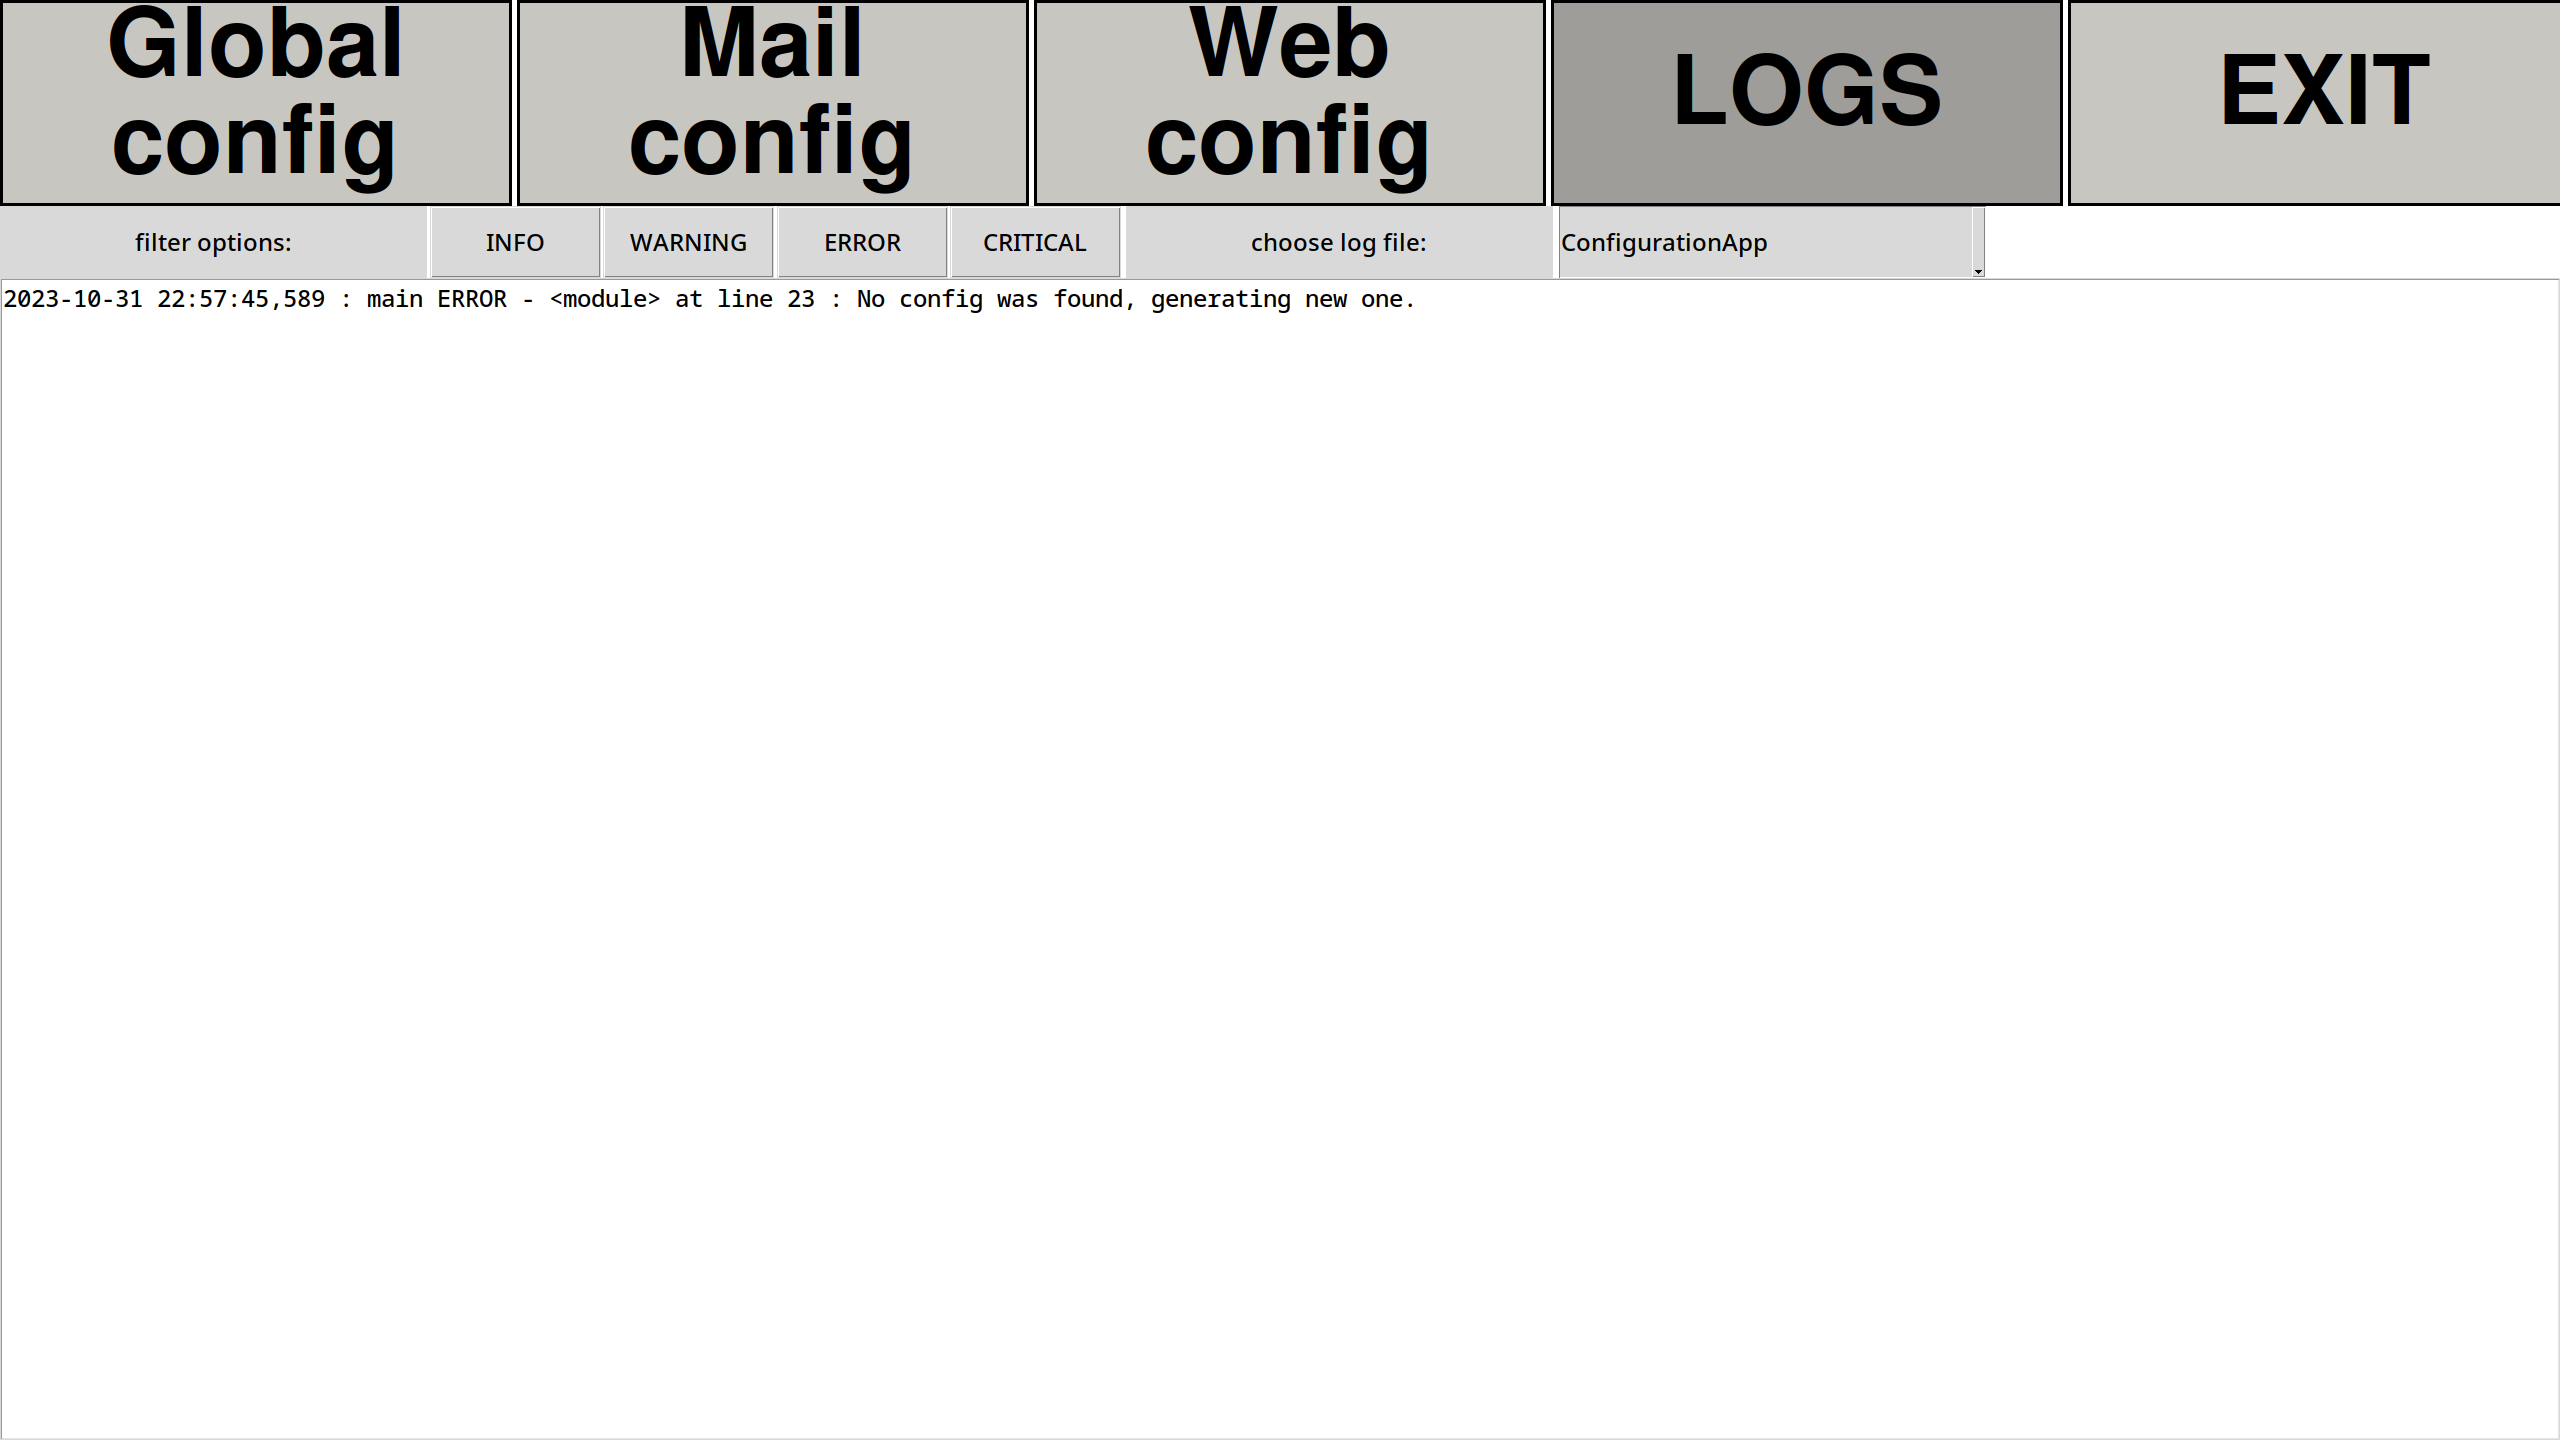 Global config
Mail config
Web config
LOGS
EXIT
filter options:
INFO
WARNING
ERROR
CRITICAL
choose log file:
ConfigurationApp
2023-10-31 22:57:45,589 : main ERROR - <module> at line 23 : No config was found, generating new one.